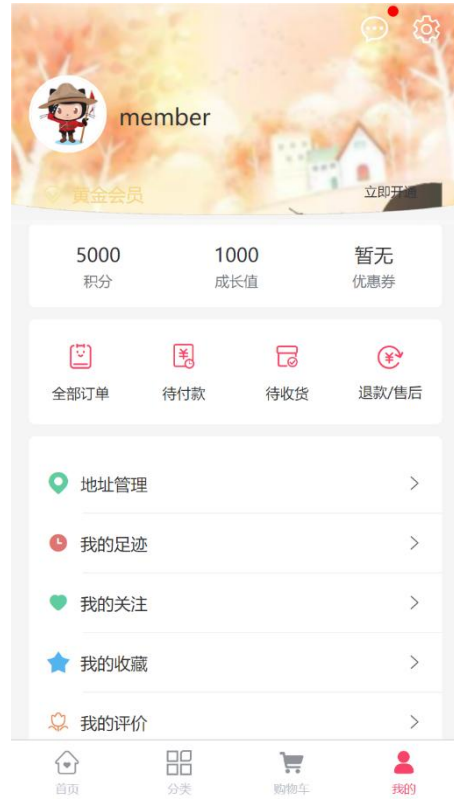 member
黄金会员
立即开通
5000 1000 暂无
积分 成长值 优惠券
全部订单 待付款 待收货 退款/售后
地址管理
我的足迹
我的关注
我的收藏
我的评价
首页 分类 购物车 我的